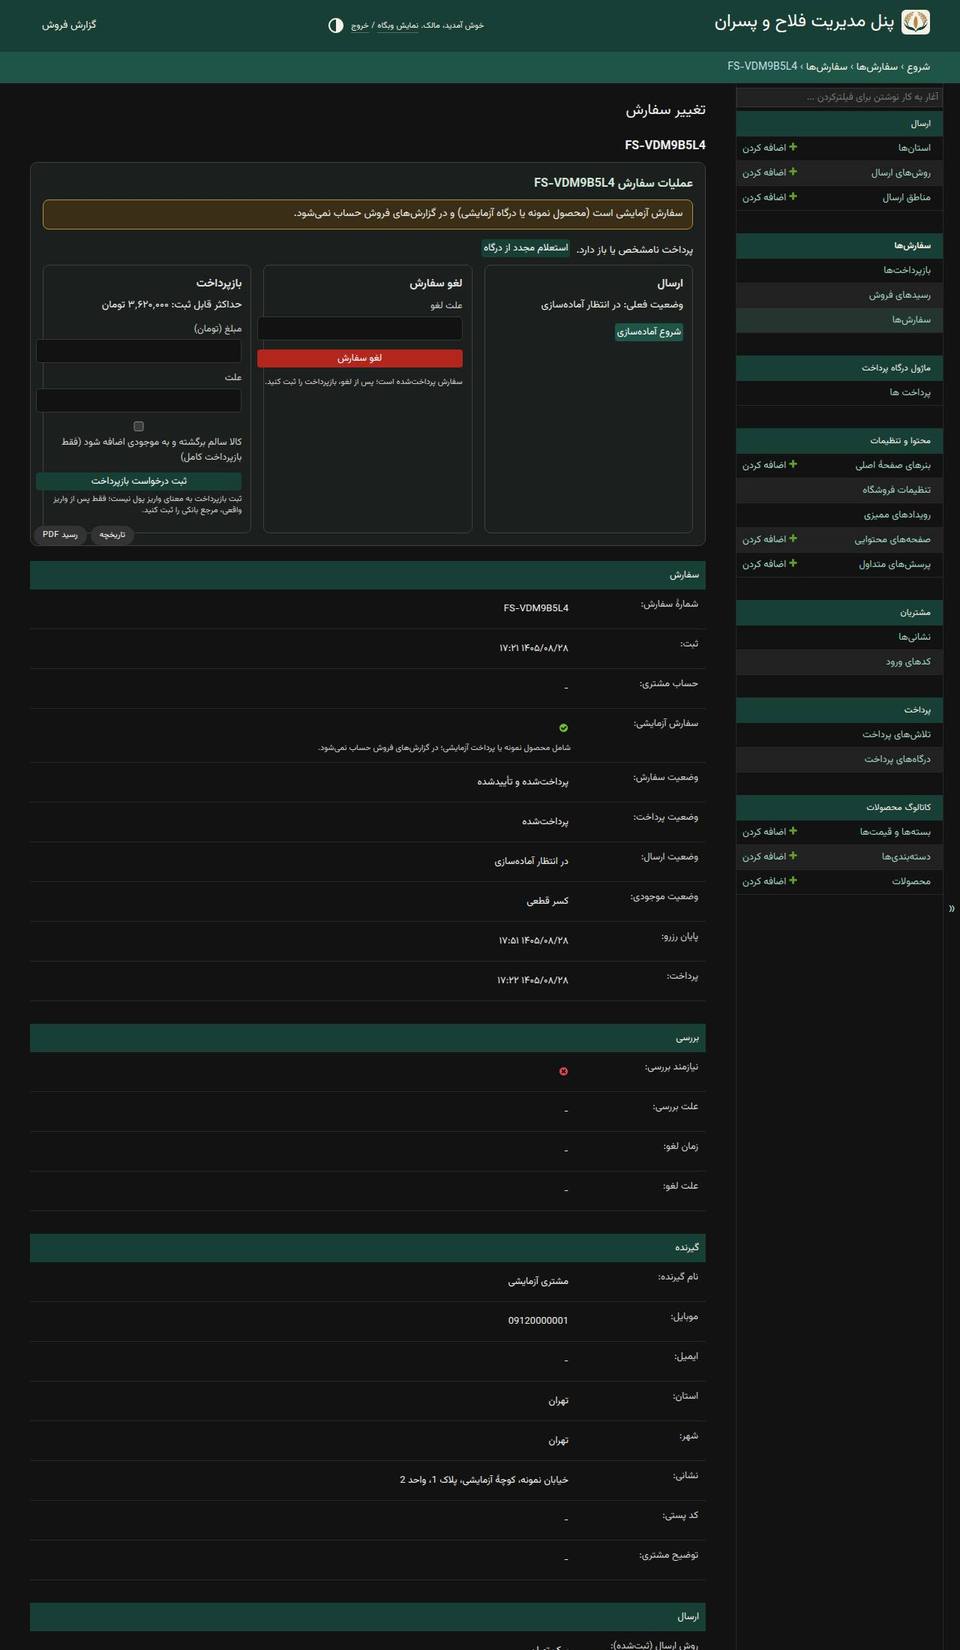 پنل مدیریت فلاح و پسران
خوش آمدید، مالک. نمایش وبگاه / خروج
گزارش فروش
شروع › سفارش‌ها › سفارش‌ها › FS-VDM9B5L4
آغاز به کار نوشتن برای فیلترکردن ...
ارسال
استان‌ها اضافه کردن
روش‌های ارسال اضافه کردن
مناطق ارسال اضافه کردن
سفارش‌ها
بازپرداخت‌ها
رسیدهای فروش
سفارش‌ها
ماژول درگاه پرداخت
پرداخت ها
محتوا و تنظیمات
بنرهای صفحهٔ اصلی اضافه کردن
تنظیمات فروشگاه
رویدادهای ممیزی
صفحه‌های محتوایی اضافه کردن
پرسش‌های متداول اضافه کردن
مشتریان
نشانی‌ها
کدهای ورود
پرداخت
تلاش‌های پرداخت
درگاه‌های پرداخت
کاتالوگ محصولات
بسته‌ها و قیمت‌ها اضافه کردن
دسته‌بندی‌ها اضافه کردن
محصولات اضافه کردن
»
تغییر سفارش
FS-VDM9B5L4
عملیات سفارش FS-VDM9B5L4
سفارش آزمایشی است (محصول نمونه یا درگاه آزمایشی) و در گزارش‌های فروش حساب نمی‌شود.
پرداخت نامشخص یا باز دارد. استعلام مجدد از درگاه
ارسال
وضعیت فعلی: در انتظار آماده‌سازی
شروع آماده‌سازی
لغو سفارش
علت لغو
لغو سفارش
سفارش پرداخت‌شده است؛ پس از لغو، بازپرداخت را ثبت کنید.
بازپرداخت
حداکثر قابل ثبت: ۳,۶۲۰,۰۰۰ تومان
مبلغ (تومان)
علت
کالا سالم برگشته و به موجودی اضافه شود (فقط
بازپرداخت کامل)
ثبت درخواست بازپرداخت
ثبت بازپرداخت به معنای واریز پول نیست؛ فقط پس از واریز
واقعی، مرجع بانکی را ثبت کنید.
تاریخچه
رسید PDF
سفارش
شمارهٔ سفارش: FS-VDM9B5L4
ثبت: ۱۴۰۵/۰۸/۲۸ ۱۷:۲۱
حساب مشتری: -
سفارش آزمایشی:
شامل محصول نمونه یا پرداخت آزمایشی؛ در گزارش‌های فروش حساب نمی‌شود.
وضعیت سفارش: پرداخت‌شده و تأییدشده
وضعیت پرداخت: پرداخت‌شده
وضعیت ارسال: در انتظار آماده‌سازی
وضعیت موجودی: کسر قطعی
پایان رزرو: ۱۴۰۵/۰۸/۲۸ ۱۷:۵۱
پرداخت: ۱۴۰۵/۰۸/۲۸ ۱۷:۲۲
بررسی
نیازمند بررسی:
علت بررسی: -
زمان لغو: -
علت لغو: -
گیرنده
نام گیرنده: مشتری آزمایشی
موبایل: 09120000001
ایمیل: -
استان: تهران
شهر: تهران
نشانی: خیابان نمونه، کوچهٔ آزمایشی، پلاک 1، واحد 2
کد پستی: -
توضیح مشتری: -
ارسال
روش ارسال (ثبت‌شده):